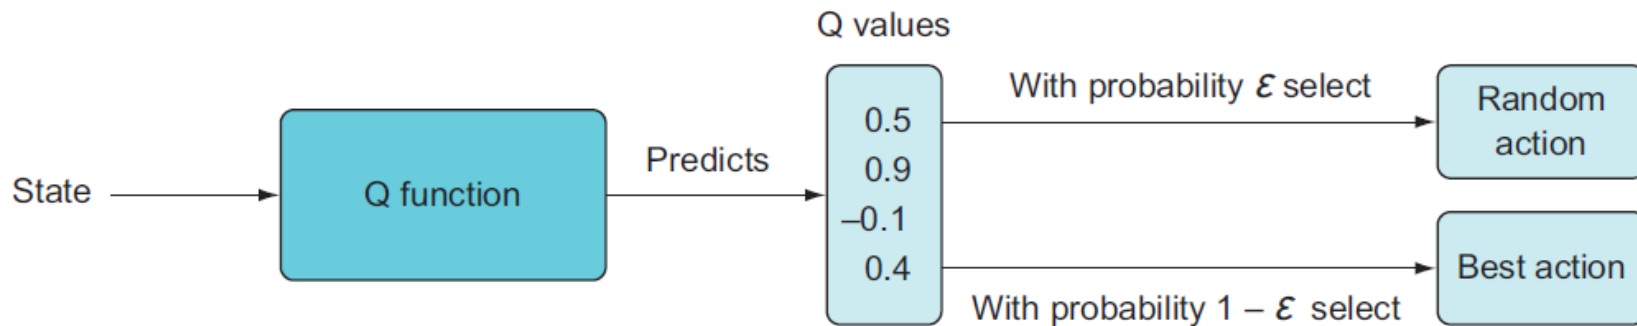 State
Q function
Predicts
Q values
0.5
0.9
–0.1
0.4
With probability ε select
Random
action
With probability 1 – ε select
Best action